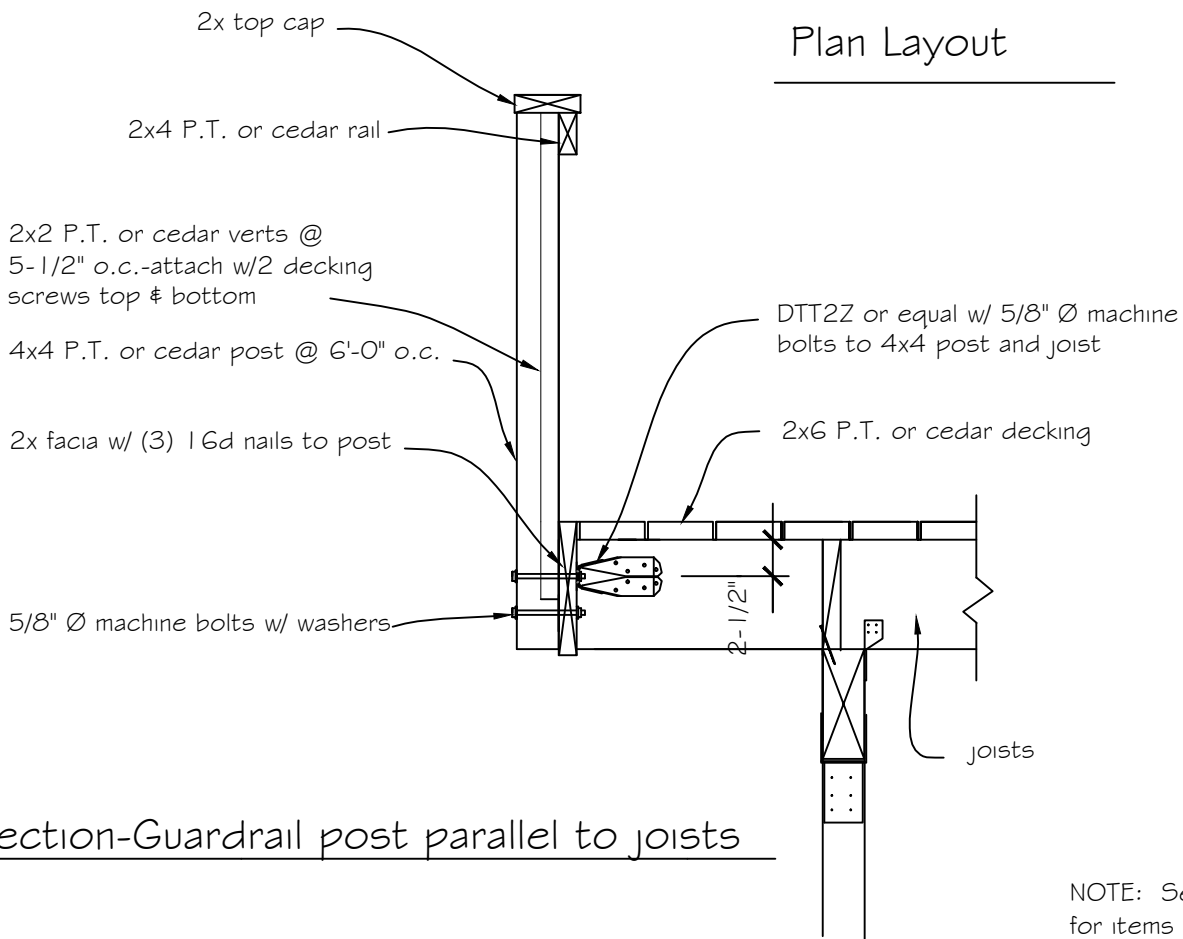 2x top cap
Plan Layout
2x4 P.T. or cedar rail
2x2 P.T. or cedar verts @
5-1/2" o.c.-attach w/2 decking
screws top & bottom
DTT2Z or equal w/ 5/8" Ø machine
bolts to 4x4 post and joist
4x4 P.T. or cedar post @ 6'-0" o.c.
2x6 P.T. or cedar decking
2x facia w/ (3) 16d nails to post
2-1/2"
5/8" Ø machine bolts w/ washers
joists
ection-Guardrail post parallel to joists
NOTE: Se
for items